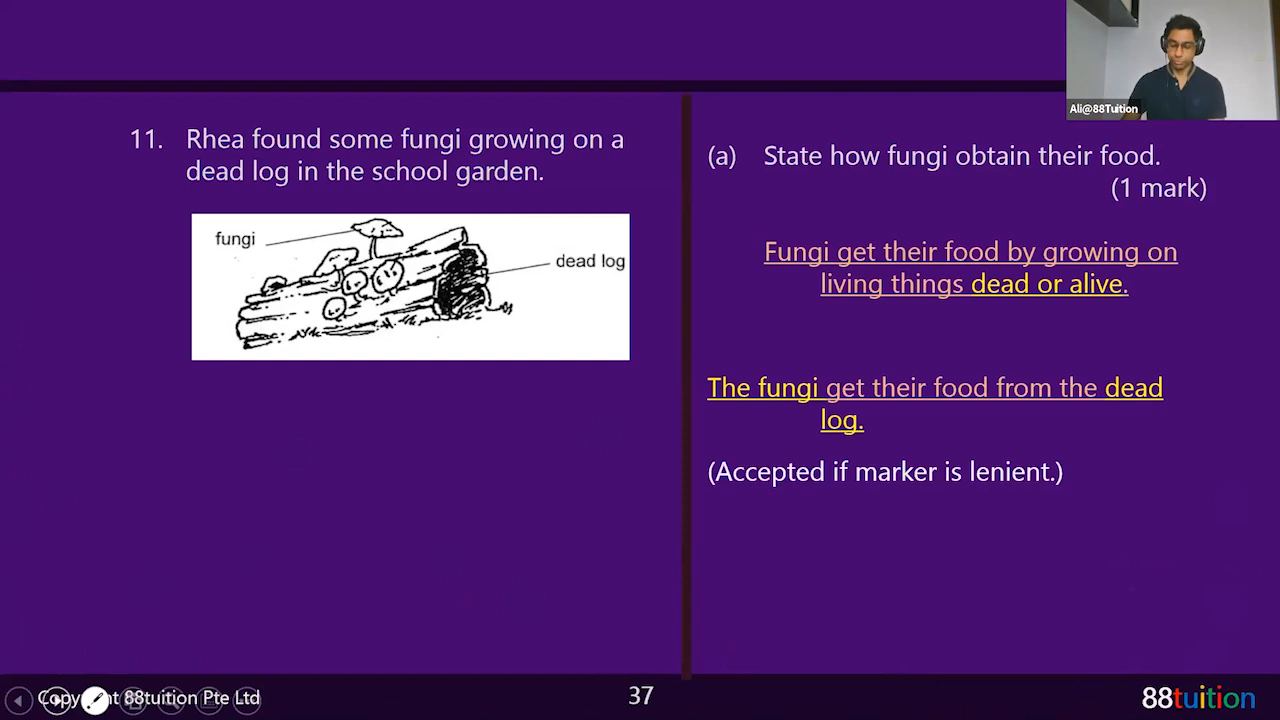 Ali@88Tuition
11. Rhea found some fungi growing on a
dead log in the school garden.
fungi
dead log
(a) State how fungi obtain their food.
(1 mark)
Fungi get their food by growing on
living things dead or alive.
The fungi get their food from the dead
log.
(Accepted if marker is lenient.)
88tuition Pte Ltd
37
88tuition